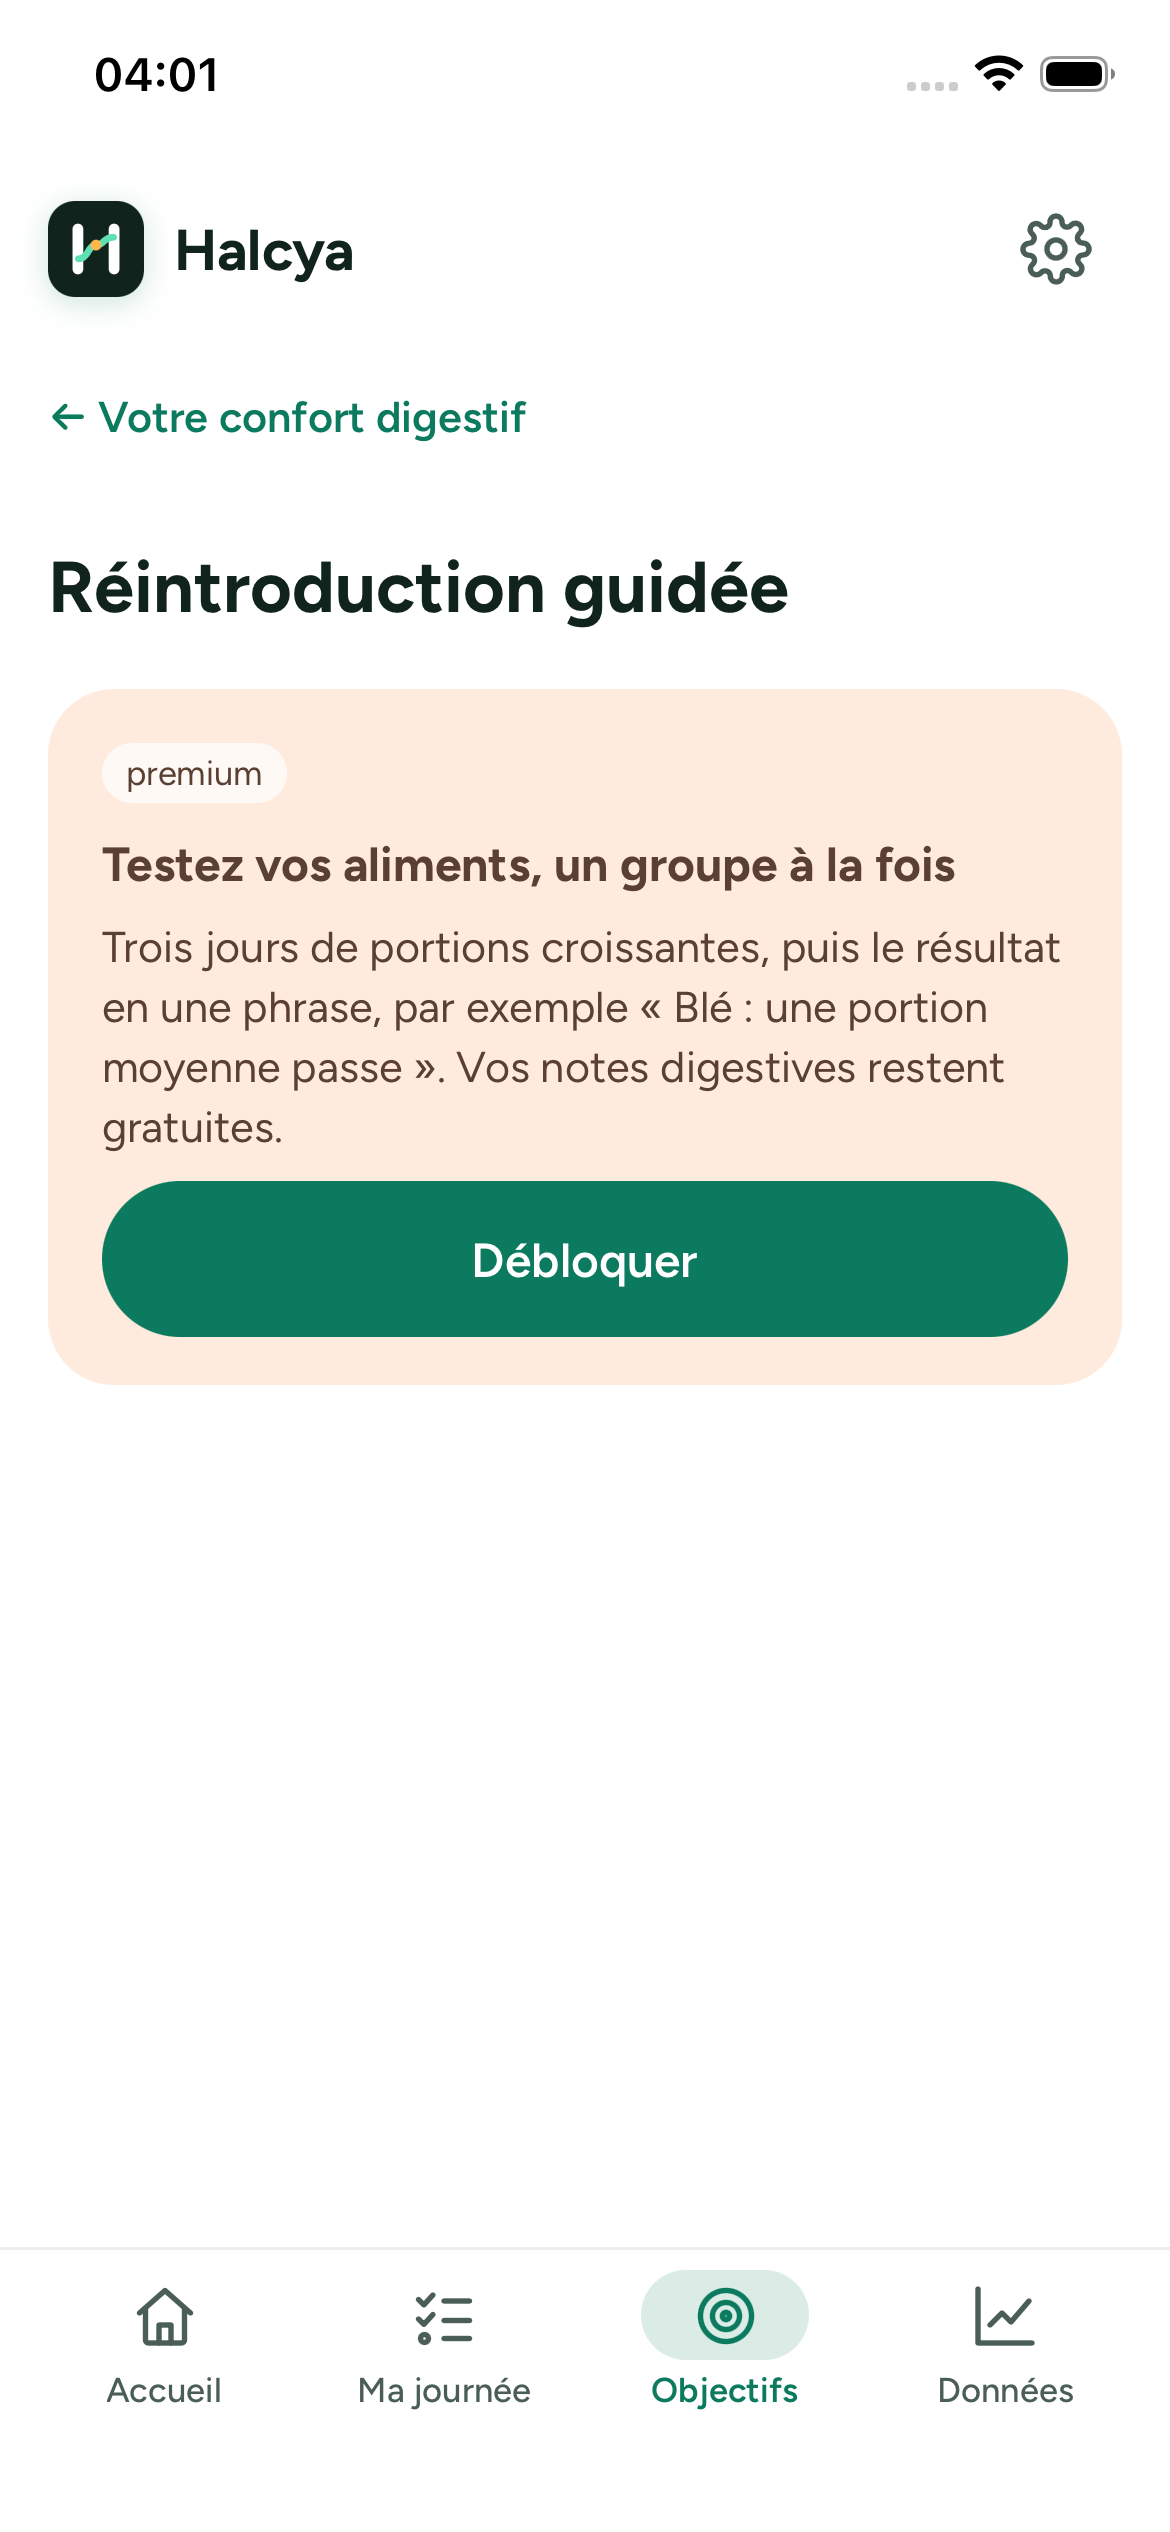 04:01
Halcya
← Votre confort digestif
Réintroduction guidée
premium
Testez vos aliments, un groupe à la fois
Trois jours de portions croissantes, puis le résultat
en une phrase, par exemple « Blé : une portion
moyenne passe ». Vos notes digestives restent
gratuites.
Débloquer
Accueil
Ma journée
Objectifs
Données